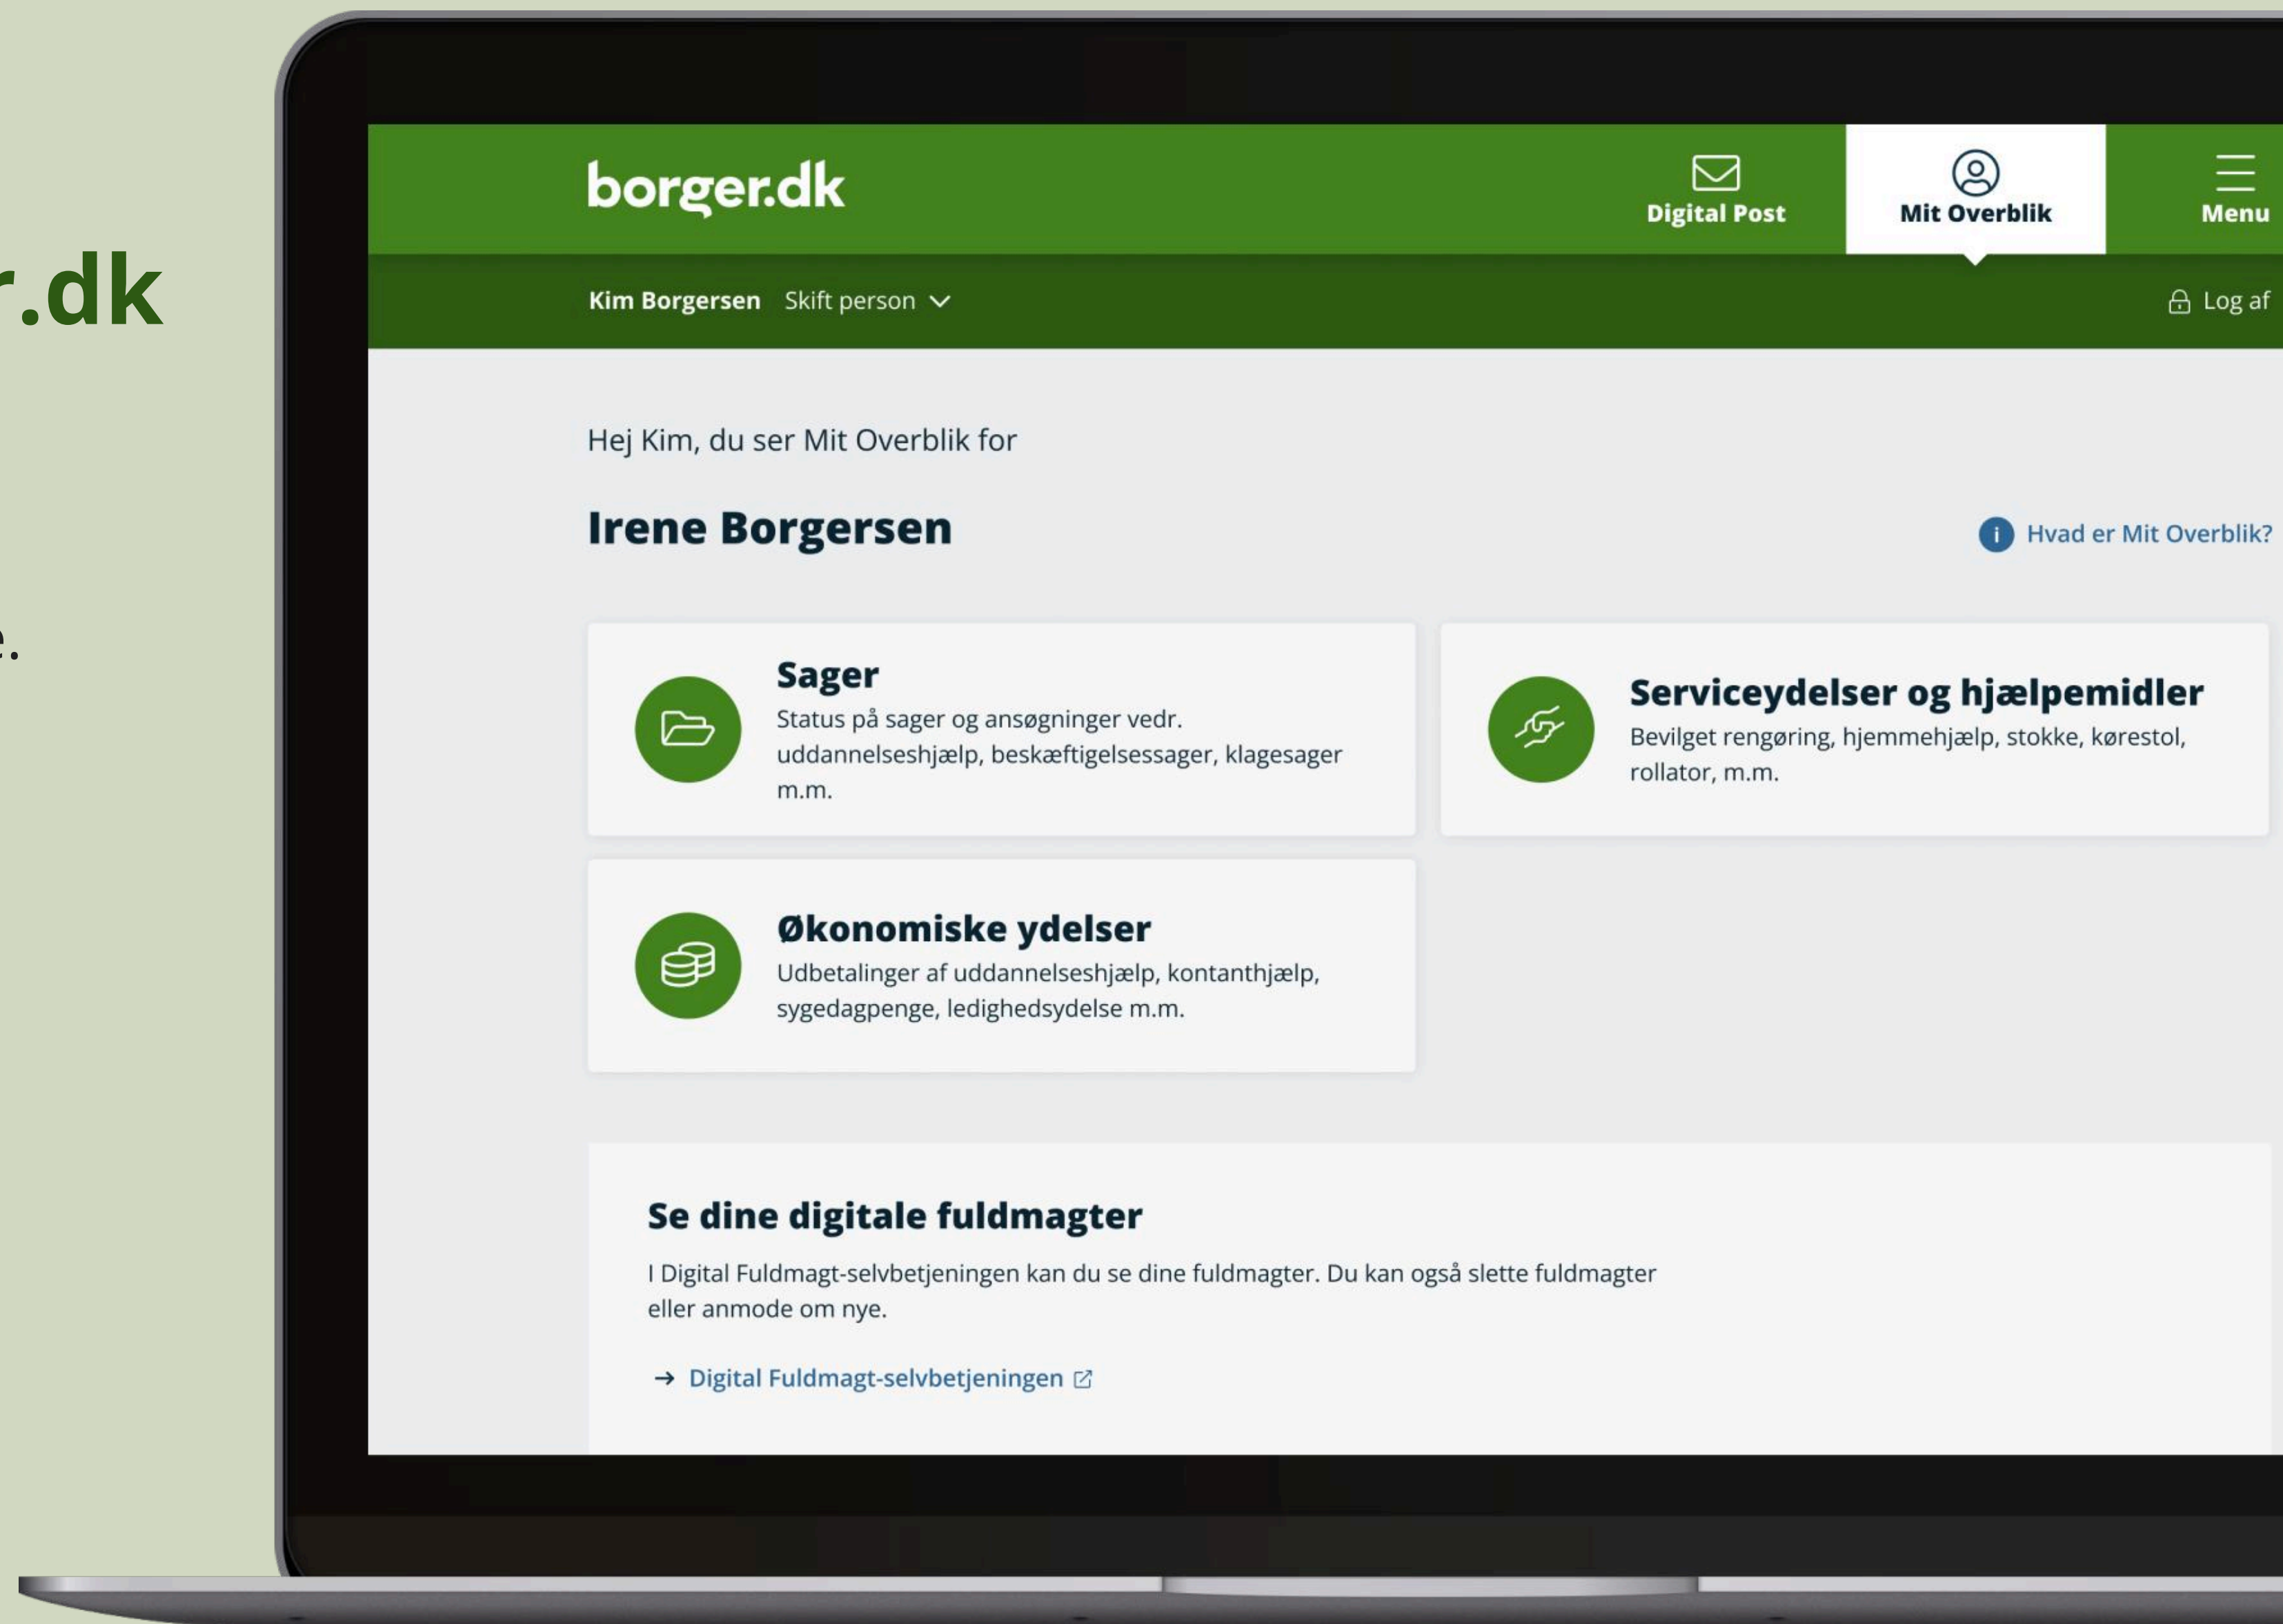 r.dk
e.
borger.dk
Digital Post
Mit Overblik
Menu
Kim Borgersen Skift person
Log af
Hej Kim, du ser Mit Overblik for
Irene Borgersen
Hvad er Mit Overblik?
Sager
Status på sager og ansøgninger vedr.
uddannelseshjælp, beskæftigelsessager, klagesager
m.m.
Serviceydelser og hjælpemidler
Bevilget rengøring, hjemmehjælp, stokke, kørestol,
rollator, m.m.
Økonomiske ydelser
Udbetalinger af uddannelseshjælp, kontanthjælp,
sygedagpenge, ledighedsydelse m.m.
Se dine digitale fuldmagter
I Digital Fuldmagt-selvbetjeningen kan du se dine fuldmagter. Du kan også slette fuldmagter
eller anmode om nye.
→ Digital Fuldmagt-selvbetjeningen